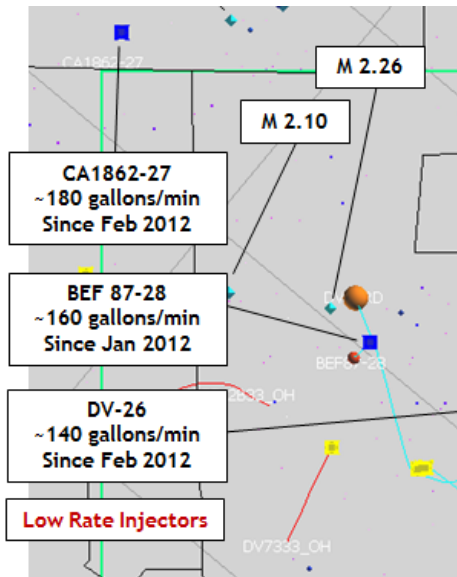 CA1862-27
M 2.26
M 2.10
CA1862-27
~180 gallons/min
Since Feb 2012
BEF 87-28
~160 gallons/min
Since Jan 2012
BEF87-28
DV-26
~140 gallons/min
Since Feb 2012
Low Rate Injectors
DV7333_OH